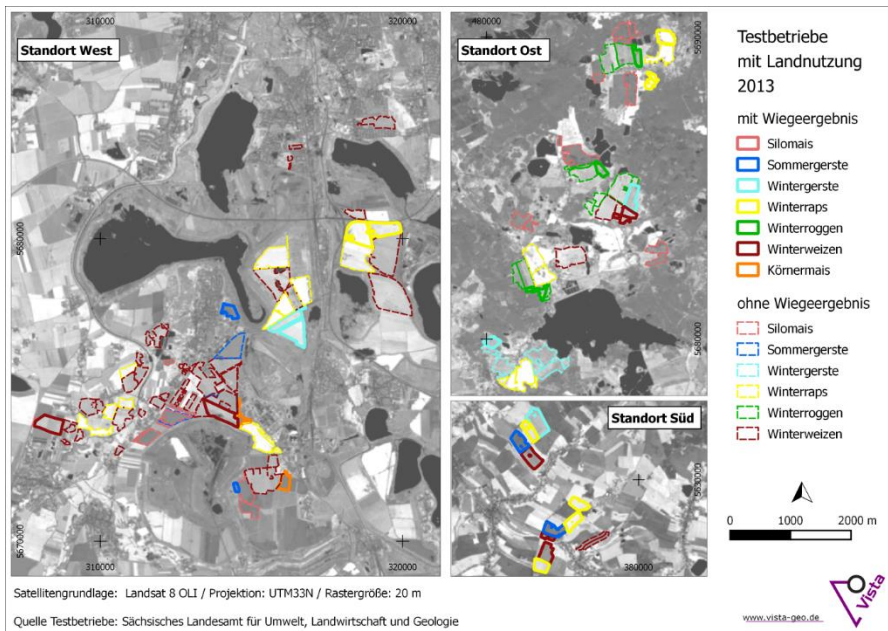 310000
320000
Standort West
5680000
320000
5670000
310000
320000
480000
Standort Ost
5690000
5680000
Standort Süd
5630000
380000
Testbetriebe
mit Landnutzung
2013
mit Wiegeergebnis
Silomais
Sommergerste
Wintergerste
Winterraps
Winterroggen
Winterweizen
Körnermais
ohne Wiegeergebnis
Silomais
Sommergerste
Wintergerste
Winterraps
Winterroggen
Winterweizen
0 1000 2000 m
Vista
www.vista-geo.de
Satellitengrundlage: Landsat 8 OLI / Projektion: UTM33N / Rastergröße: 20 m
Quelle Testbetriebe: Sächsisches Landesamt für Umwelt, Landwirtschaft und Geologie